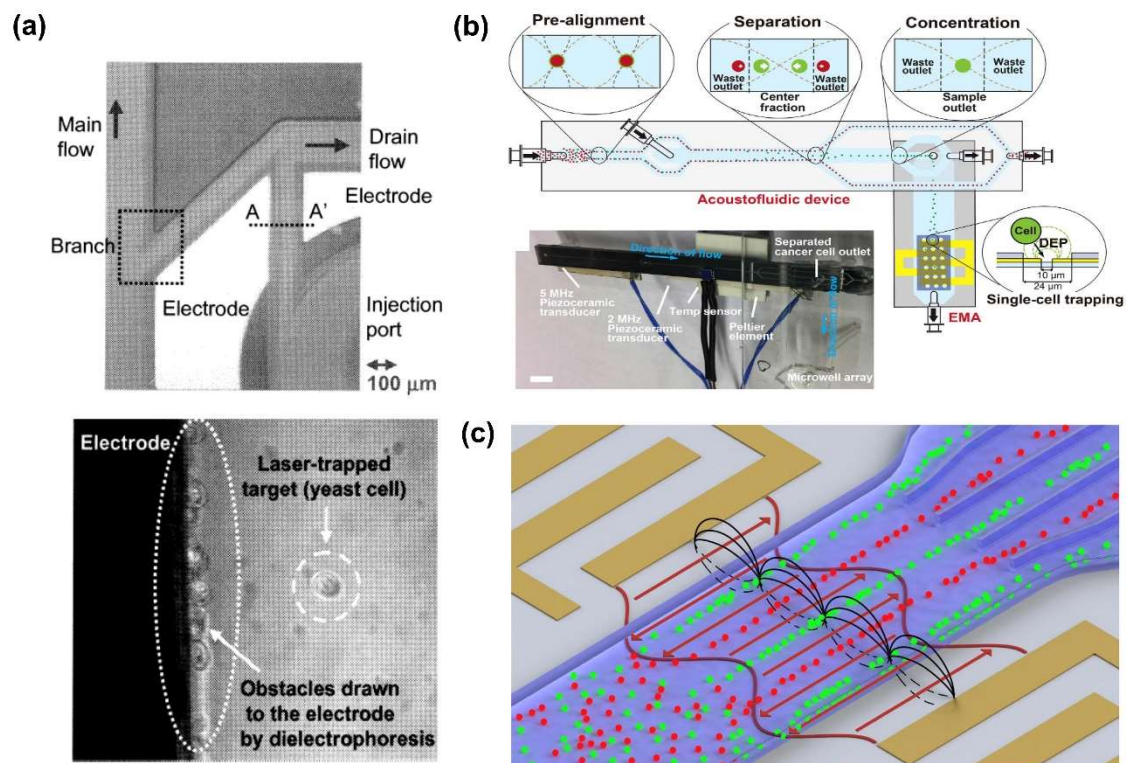 (a)
Main
flow
Drain
flow
Electrode
A
A'
Branch
Electrode
Injection
port
100 μm
Electrode
Laser-trapped
target (yeast cell)
Obstacles drawn
to the electrode
by dielectrophoresis
(b)
Pre-alignment
Separation
Concentration
Waste
outlet
Waste
outlet
Center
fraction
Waste
outlet
Waste
outlet
Sample
outlet
Acoustofluidic device
Cell
DEP
10 μm
24 μm
Single-cell trapping
EMA
Direction of flow
Separated
cancer cell outlet
5 MHz
Piezoceramic
transducer
2 MHz
Piezoceramic
transducer
Temp sensor
Peltier
element
Direction of flow
Microwell array
(c)